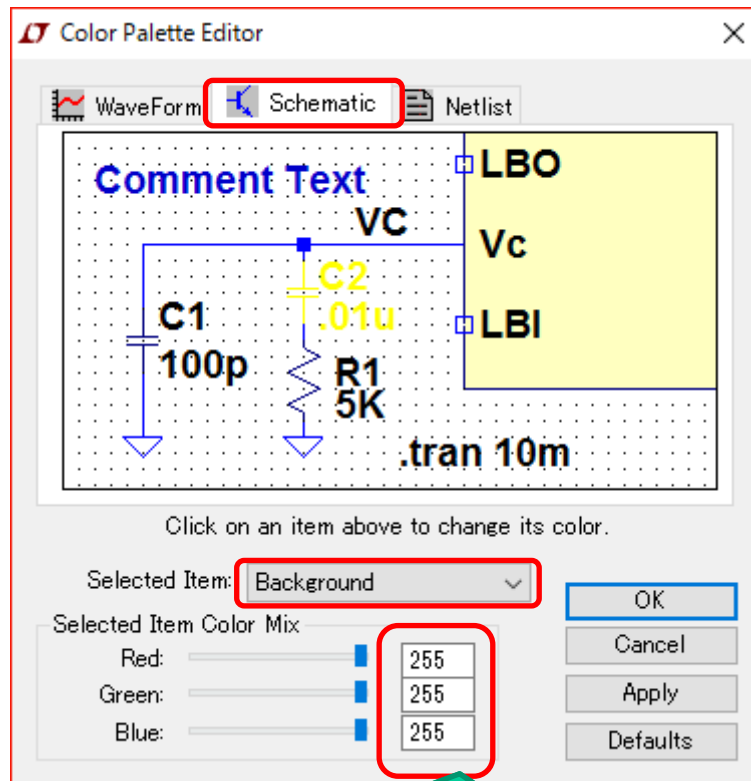 Color Palette Editor
WaveForm Schematic Netlist
Comment Text
LBO
VC
Vc
C2
.01u
C1
100p
LBI
R1
5K
.tran 10m
Click on an item above to change its color.
Selected Item: Background
Selected Item Color Mix
Red: 255
Green: 255
Blue: 255
OK
Cancel
Apply
Defaults